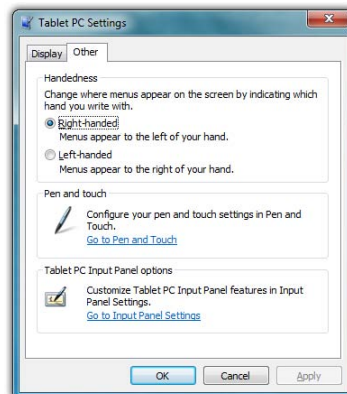 Tablet PC Settings
Display Other
Handedness
Change where menus appear on the screen by indicating which
hand you write with.
Right-handed
Menus appear to the left of your hand.
Left-handed
Menus appear to the right of your hand.
Pen and touch
Configure your pen and touch settings in Pen and
Touch.
Go to Pen and Touch
Tablet PC Input Panel options
Customize Tablet PC Input Panel features in Input
Panel Settings.
Go to Input Panel Settings
OK Cancel Apply